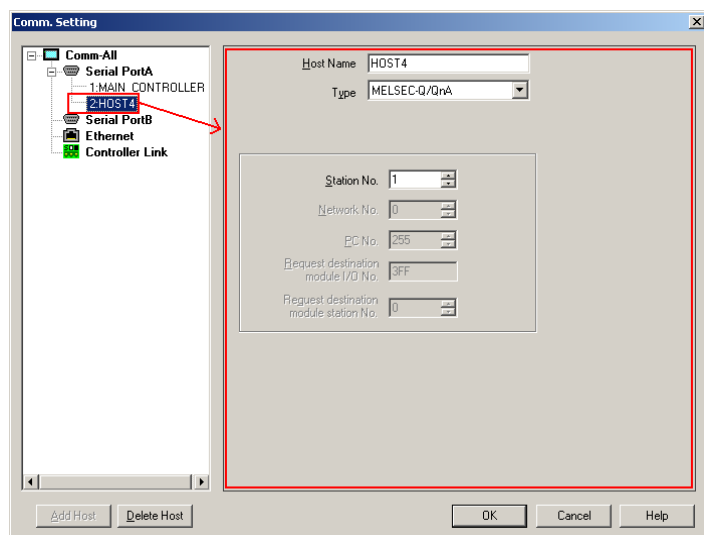 Comm. Setting
Comm-All
Serial PortA
1:MAIN_CONTROLLER
2:HOST4
Serial PortB
Ethernet
Controller Link
Host Name HOST4
Type MELSEC-Q/QnA
Station No. 1
Network No. 0
PC No. 255
Request destination
module I/O No. 3FF
Request destination
module station No. 0
Add Host Delete Host OK Cancel Help